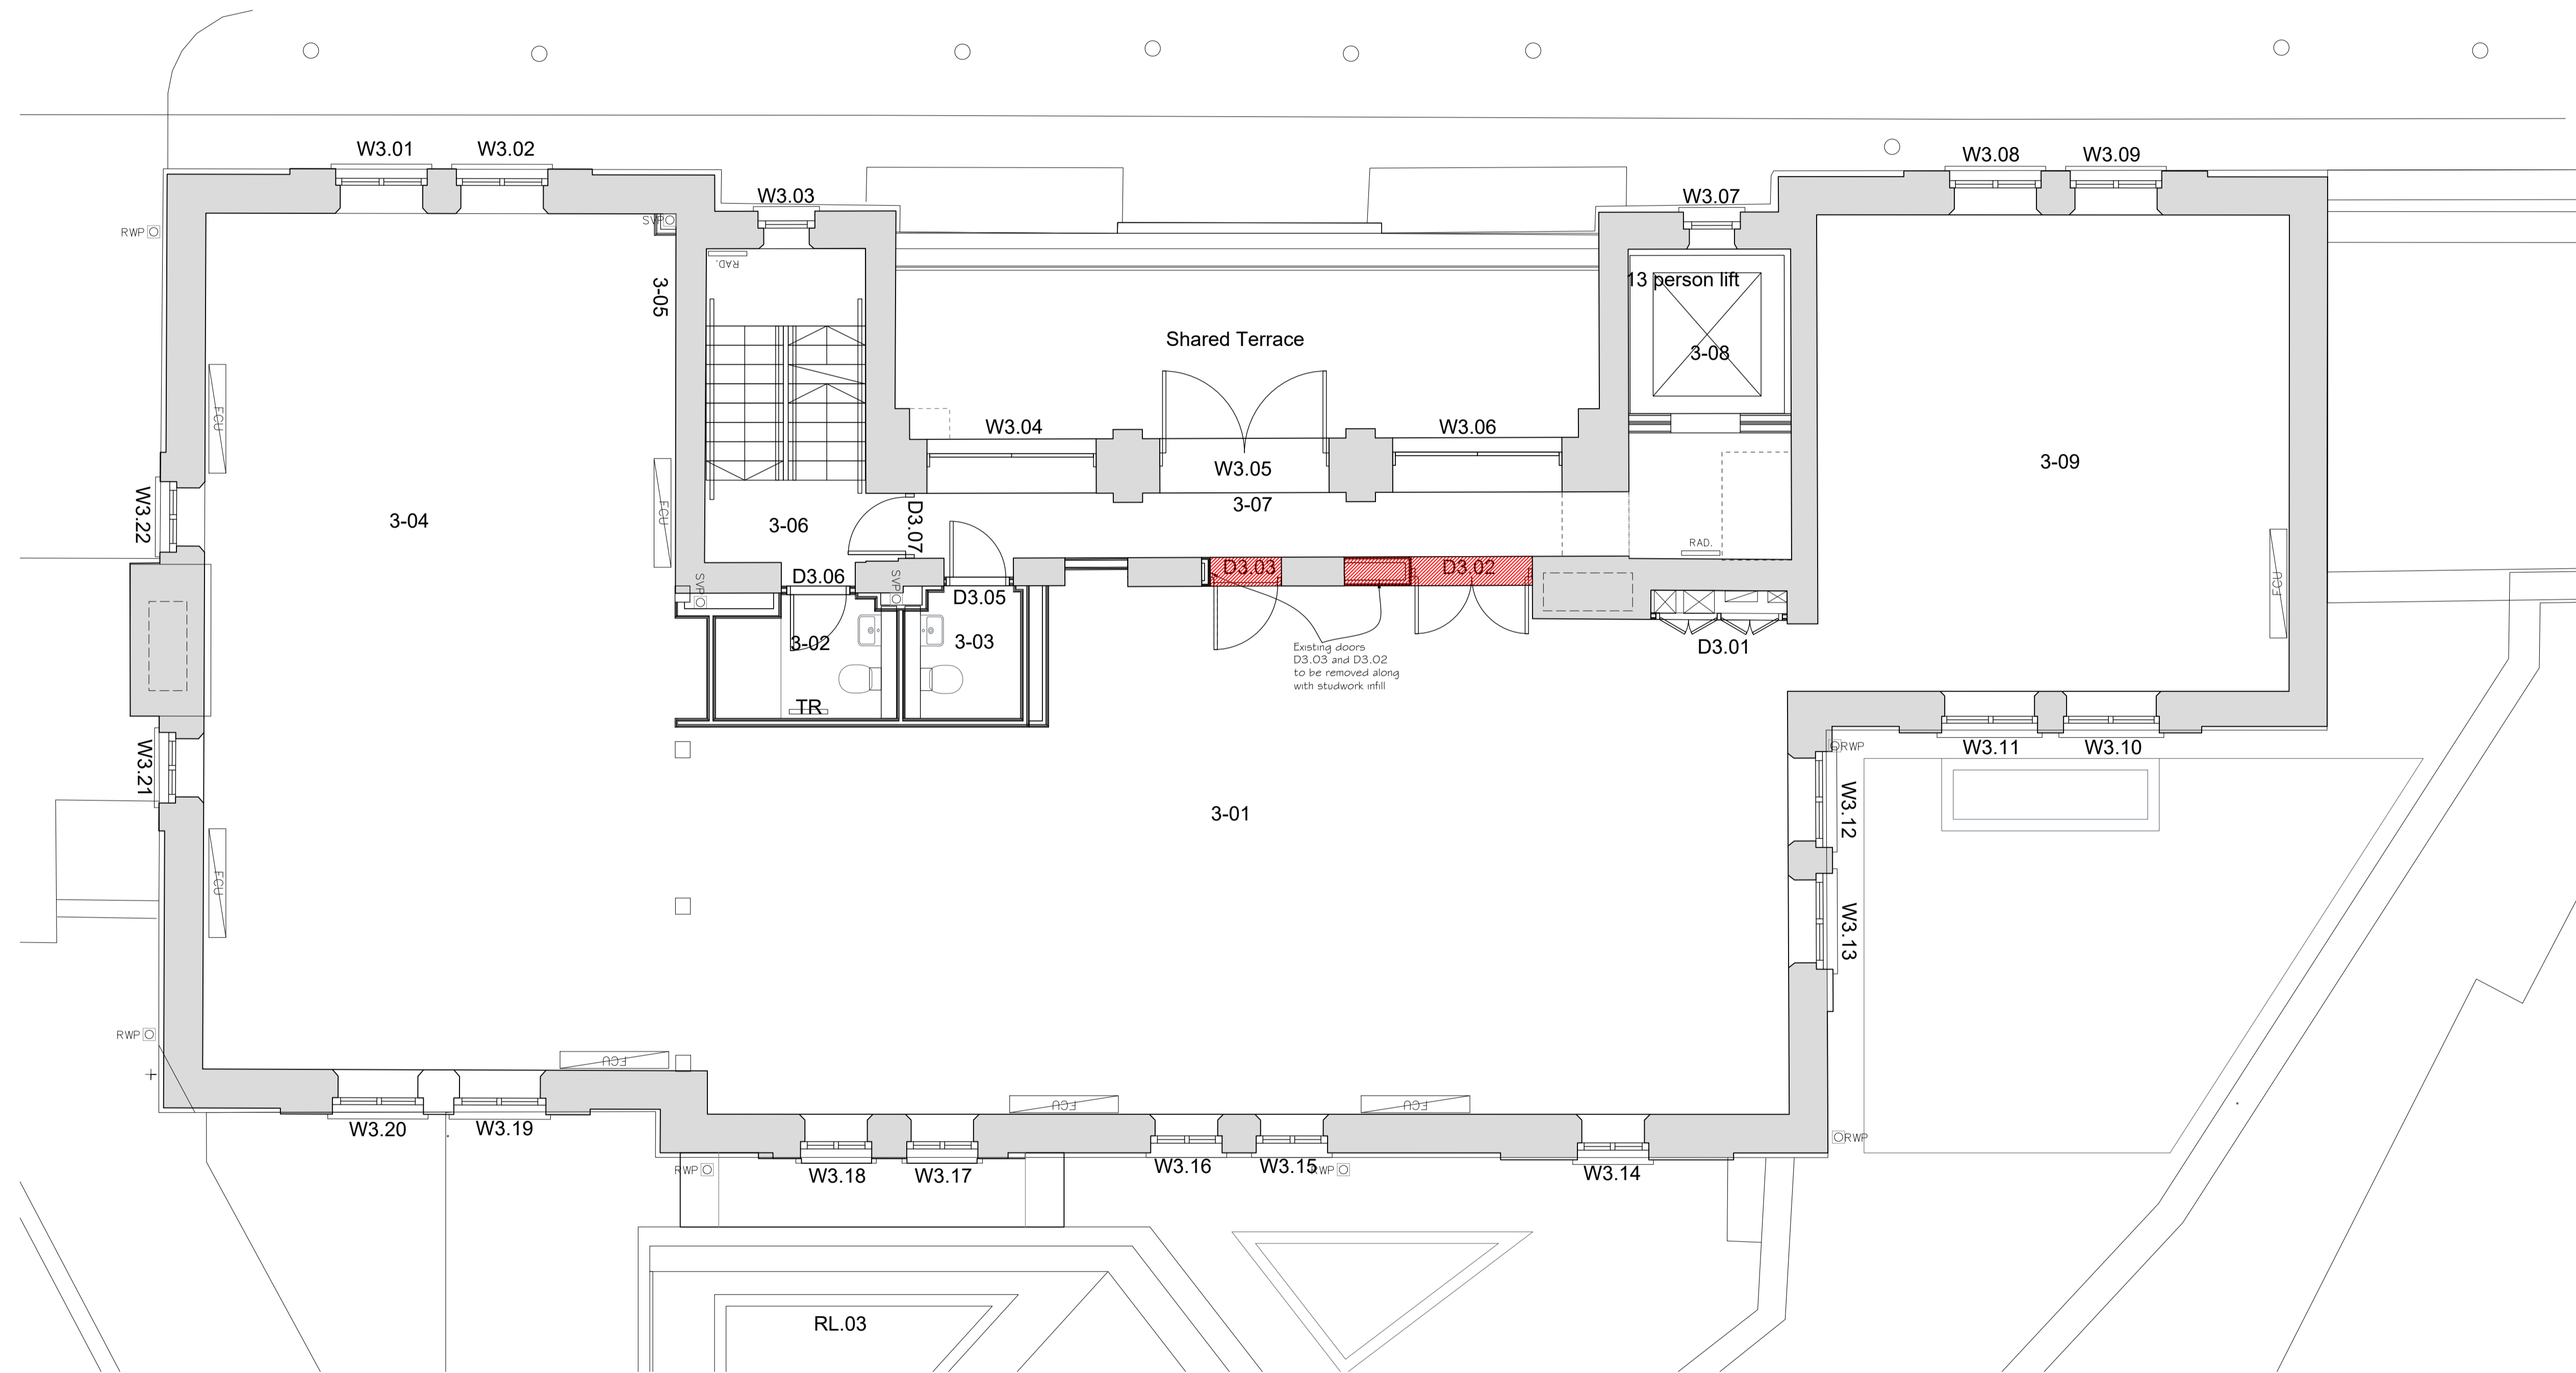 W3.01
W3.02
W3.08
W3.09
W3.03
W3.07
SVP
RWP
RAD.
13 person lift
3-05
Shared Terrace
3-08
FCU
W3.04
W3.06
W3.05
3-09
3-07
W3.22
3-04
FCU
3-06
D3.07
RAD.
D3.03
D3.02
FCU
D3.06
SVP
SVP
D3.05
3-02
3-03
Existing doors
D3.03 and D3.02
to be removed along
with studwork infill
D3.01
TR
W3.21
RWP
W3.11
W3.10
W3.12
3-01
FCU
W3.13
RWP
FCU
FCU
FCU
W3.20
W3.19
RWP
RWP
W3.18
W3.17
W3.16
W3.15
RWP
W3.14
RL.03